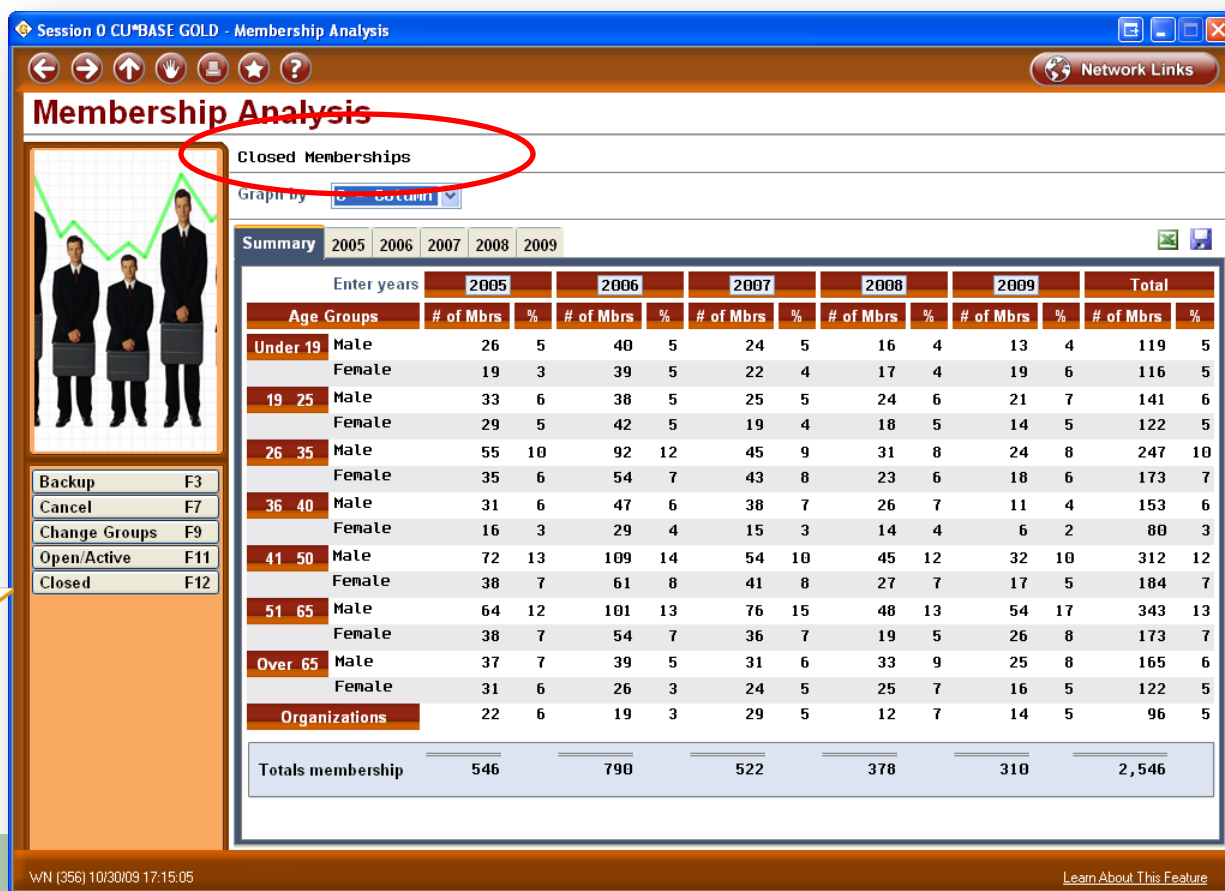 Session 0 CU*BASE GOLD - Membership Analysis
Network Links
Membership Analysis
Closed Memberships
Graph by C - Column
Summary 2005 2006 2007 2008 2009
Enter years 2005 2006 2007 2008 2009 Total
Age Groups # of Mbrs % # of Mbrs % # of Mbrs % # of Mbrs % # of Mbrs % # of Mbrs %
Under 19 Male 26 5 40 5 24 5 16 4 13 4 119 5
Female 19 3 39 5 22 4 17 4 19 6 116 5
19 25 Male 33 6 38 5 25 5 24 6 21 7 141 6
Female 29 5 42 5 19 4 18 5 14 5 122 5
26 35 Male 55 10 92 12 45 9 31 8 24 8 247 10
Female 35 6 54 7 43 8 23 6 18 6 173 7
36 40 Male 31 6 47 6 38 7 26 7 11 4 153 6
Female 16 3 29 4 15 3 14 4 6 2 80 3
41 50 Male 72 13 109 14 54 10 45 12 32 10 312 12
Female 38 7 61 8 41 8 27 7 17 5 184 7
51 65 Male 64 12 101 13 76 15 48 13 54 17 343 13
Female 38 7 54 7 36 7 19 5 26 8 173 7
Over 65 Male 37 7 39 5 31 6 33 9 25 8 165 6
Female 31 6 26 3 24 5 25 7 16 5 122 5
Organizations 22 6 19 3 29 5 12 7 14 5 96 5
Totals membership 546 790 522 378 310 2,546
Backup F3
Cancel F7
Change Groups F9
Open/Active F11
Closed F12
WN (356) 10/30/09 17:15:05
Learn About This Feature